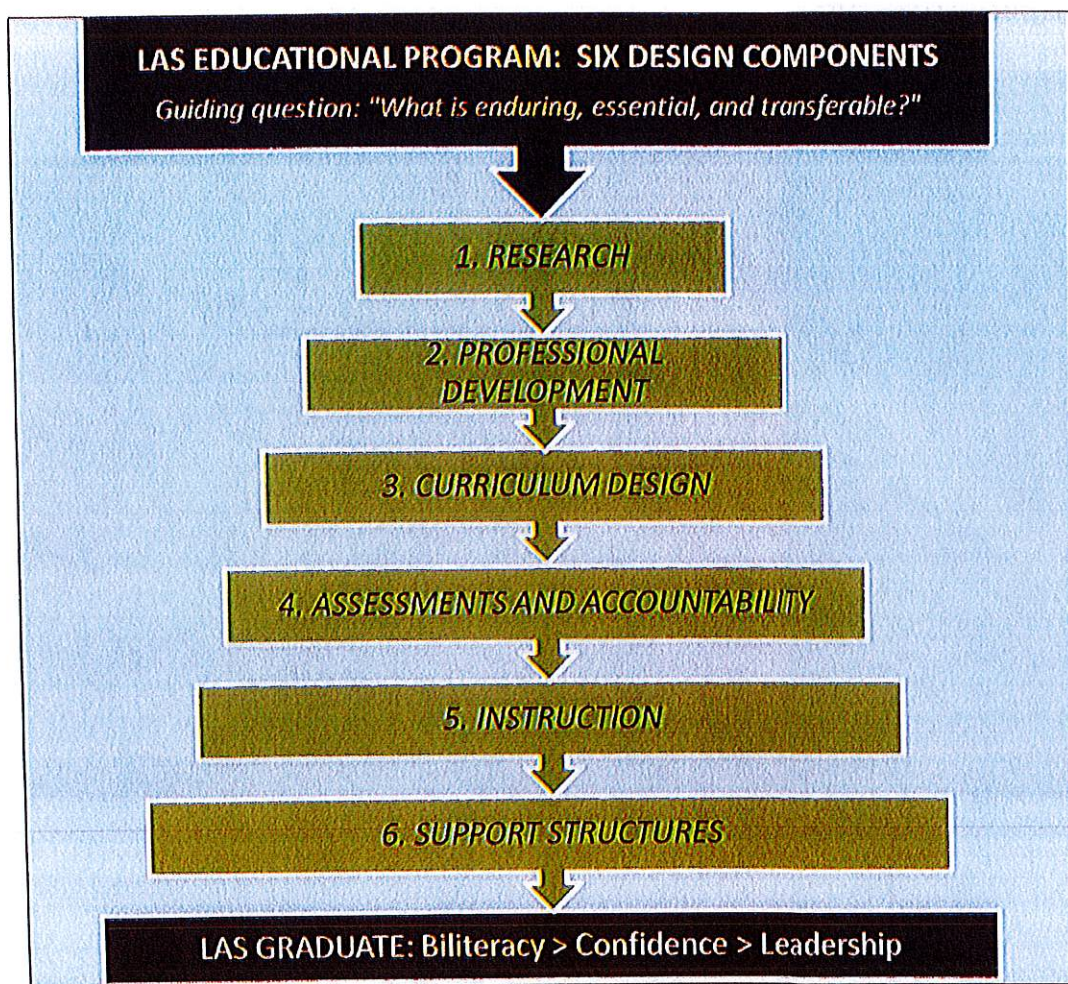 LAS EDUCATIONAL PROGRAM: SIX DESIGN COMPONENTS
Guiding question: "What is enduring, essential, and transferable?"
1. RESEARCH
2. PROFESSIONAL
DEVELOPMENT
3. CURRICULUM DESIGN
4. ASSESSMENTS AND ACCOUNTABILITY
5. INSTRUCTION
6. SUPPORT STRUCTURES
LAS GRADUATE: Biliteracy > Confidence > Leadership